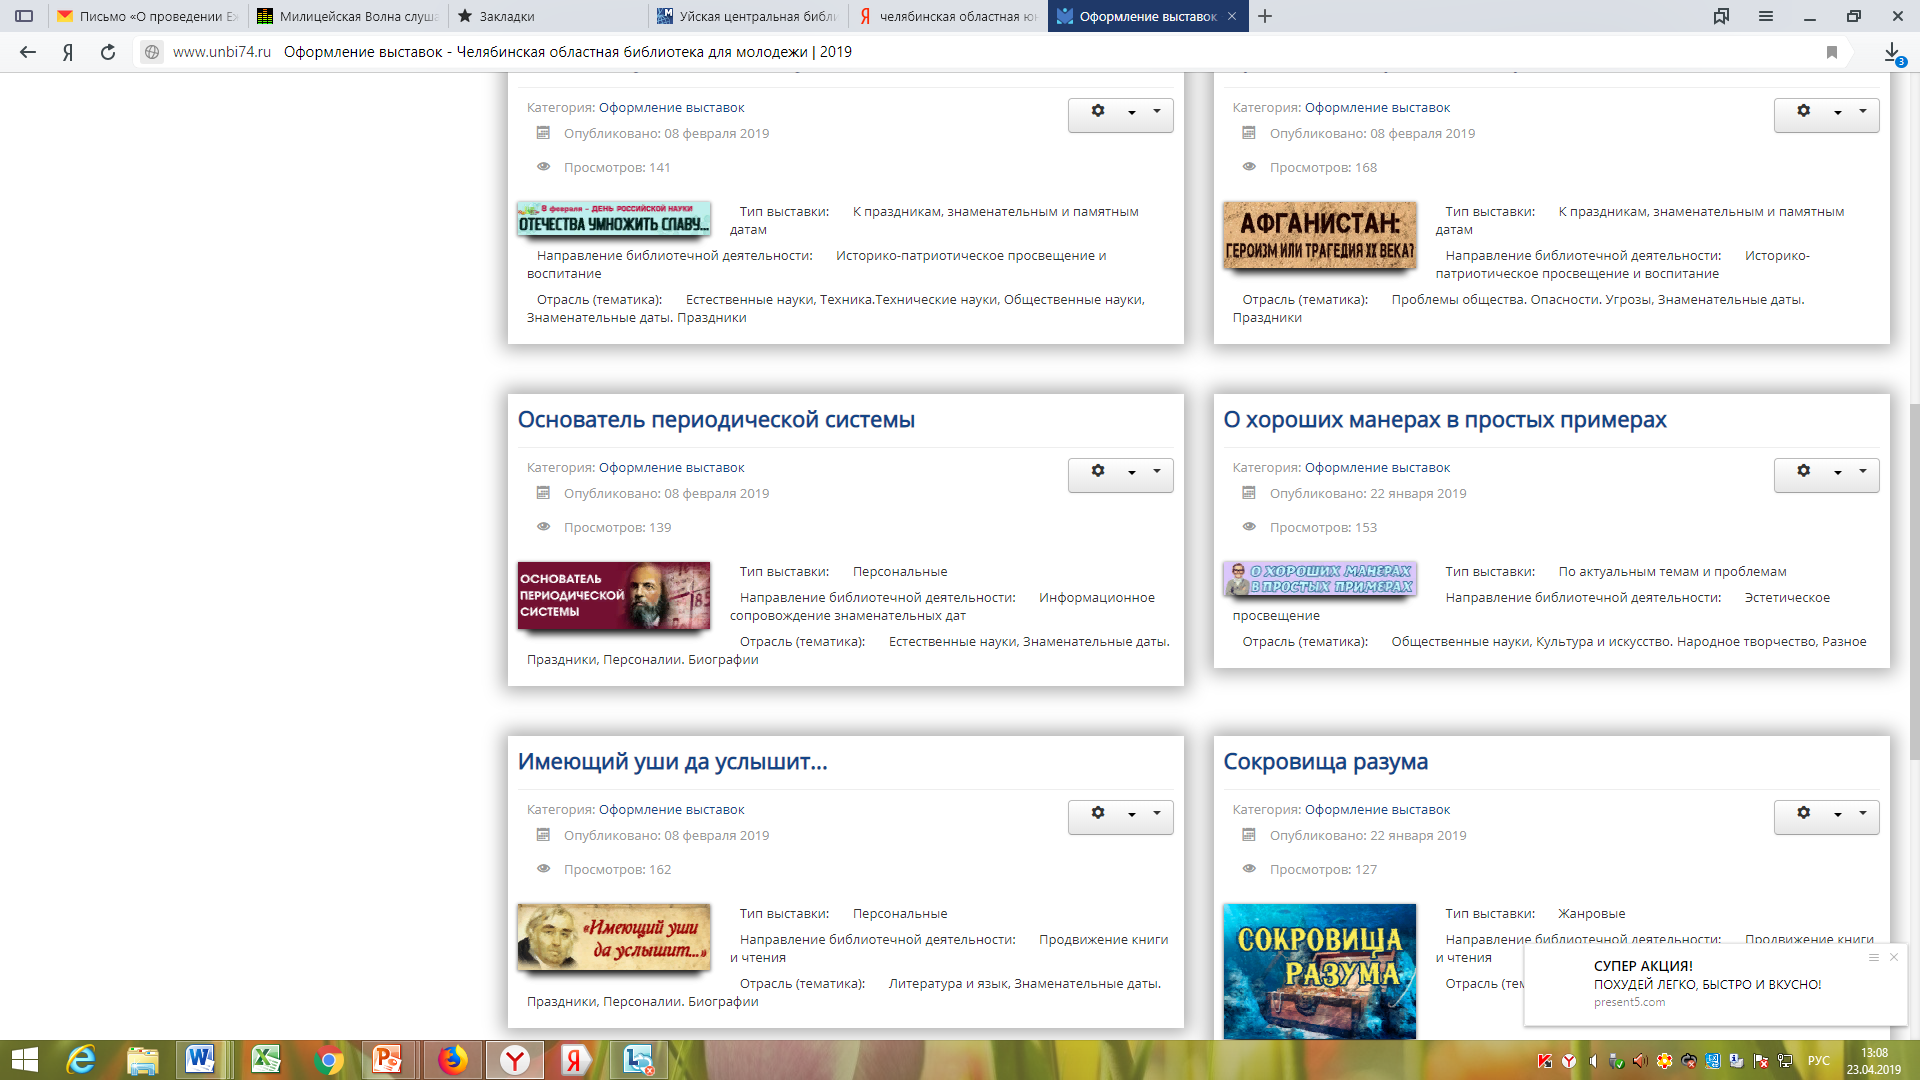 Письмо «О проведении Еж
Милицейская Волна слуша
Закладки
Уйская центральная библи
челябинская областная юн
Оформление выставок
www.unbi74.ru Оформление выставок - Челябинская областная библиотека для молодежи | 2019
3
Категория: Оформление выставок
Опубликовано: 08 февраля 2019
Просмотров: 141
8 февраля - ДЕНЬ РОССИЙСКОЙ НАУКИ
ОТЕЧЕСТВА УМНОЖИТЬ СЛАВУ...
Тип выставки: К праздникам, знаменательным и памятным
датам
Направление библиотечной деятельности: Историко-патриотическое просвещение и
воспитание
Отрасль (тематика): Естественные науки, Техника.Технические науки, Общественные науки,
Знаменательные даты. Праздники
Категория: Оформление выставок
Опубликовано: 08 февраля 2019
Просмотров: 168
АФГАНИСТАН:
ГЕРОИЗМ ИЛИ ТРАГЕДИЯ XX ВЕКА?
Тип выставки: К праздникам, знаменательным и памятным
датам
Направление библиотечной деятельности: Историко-
патриотическое просвещение и воспитание
Отрасль (тематика): Проблемы общества. Опасности. Угрозы, Знаменательные даты.
Праздники
Основатель периодической системы
Категория: Оформление выставок
Опубликовано: 08 февраля 2019
Просмотров: 139
ОСНОВАТЕЛЬ
ПЕРИОДИЧЕСКОЙ
СИСТЕМЫ
Тип выставки: Персональные
Направление библиотечной деятельности: Информационное
сопровождение знаменательных дат
Отрасль (тематика): Естественные науки, Знаменательные даты.
Праздники, Персоналии. Биографии
О хороших манерах в простых примерах
Категория: Оформление выставок
Опубликовано: 22 января 2019
Просмотров: 153
О ХОРОШИХ МАНЕРАХ
В ПРОСТЫХ ПРИМЕРАХ
Тип выставки: По актуальным темам и проблемам
Направление библиотечной деятельности: Эстетическое
просвещение
Отрасль (тематика): Общественные науки, Культура и искусство. Народное творчество, Разное
Имеющий уши да услышит...
Категория: Оформление выставок
Опубликовано: 08 февраля 2019
Просмотров: 162
«Имеющий уши
да услышит...»
Тип выставки: Персональные
Направление библиотечной деятельности: Продвижение книги
и чтения
Отрасль (тематика): Литература и язык, Знаменательные даты.
Праздники, Персоналии. Биографии
Сокровища разума
Категория: Оформление выставок
Опубликовано: 22 января 2019
Просмотров: 127
СОКРОВИЩА
РАЗУМА
Тип выставки: Жанровые
Направление библиотечной деятельности: Продвижение книги
и чтения
Отрасль (тем
СУПЕР АКЦИЯ!
ПОХУДЕЙ ЛЕГКО, БЫСТРО И ВКУСНО!
present5.com
РУС
13:08
23.04.2019